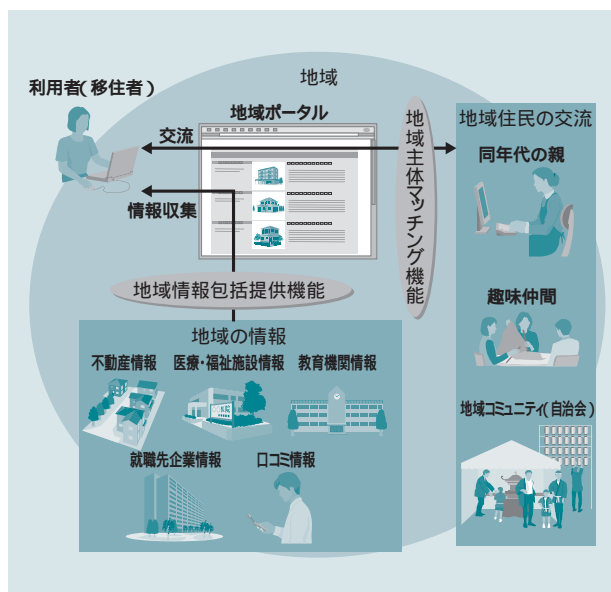 地域
利用者(移住者)
地域ポータル
交流
情報収集
地域主体マッチング機能
地域情報包括提供機能
地域住民の交流
同年代の親
趣味仲間
地域コミュニティ(自治会)
地域の情報
不動産情報
医療・福祉施設情報
教育機関情報
就職先企業情報
口コミ情報